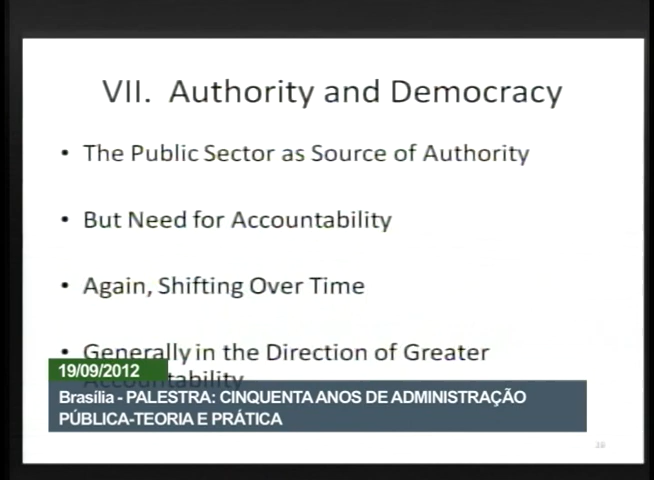 VII. Authority and Democracy
• The Public Sector as Source of Authority
• But Need for Accountability
• Again, Shifting Over Time
• Generally in the Direction of Greater
Accountability
19/09/2012
Brasília - PALESTRA: CINQUENTA ANOS DE ADMINISTRAÇÃO
PÚBLICA-TEORIA E PRÁTICA